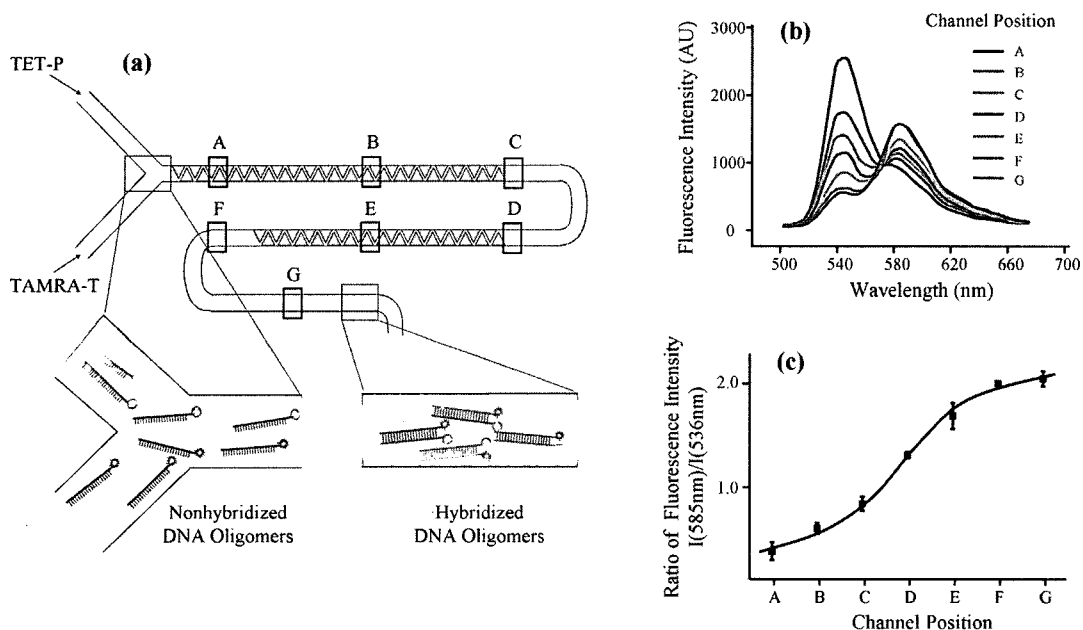 (a)
TET-P
TAMRA-T
A
B
C
F
E
D
G
Nonhybridized
DNA Oligomers
Hybridized
DNA Oligomers
(b)
Channel Position
A
B
C
D
E
F
G
Fluorescence Intensity (AU)
3000
2000
1000
0
500
540
580
620
660
700
Wavelength (nm)
(c)
Ratio of Fluorescence Intensity
I(585nm)/I(536nm)
2.0
1.0
A
B
C
D
E
F
G
Channel Position